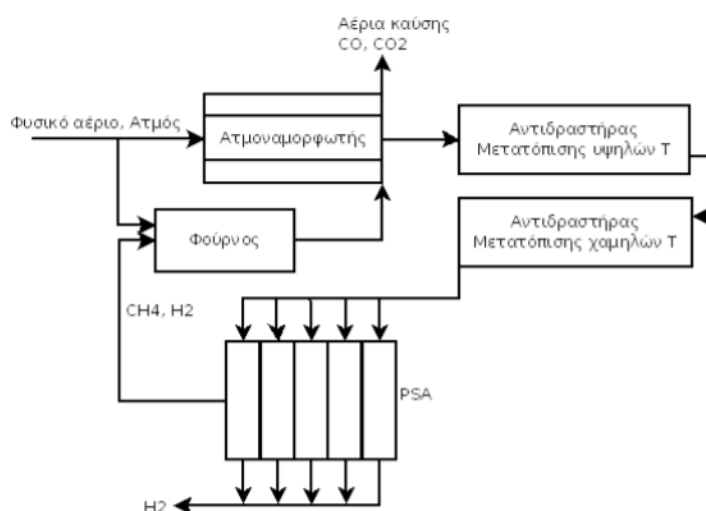 Αέρια καύσης
CO, CO2
Φυσικό αέριο, Ατμός
Ατμοναμορφωτής
Αντιδραστήρας
Μετατόπισης υψηλών Τ
Φούρνος
Αντιδραστήρας
Μετατόπισης χαμηλών Τ
CH4, H2
PSA
H2